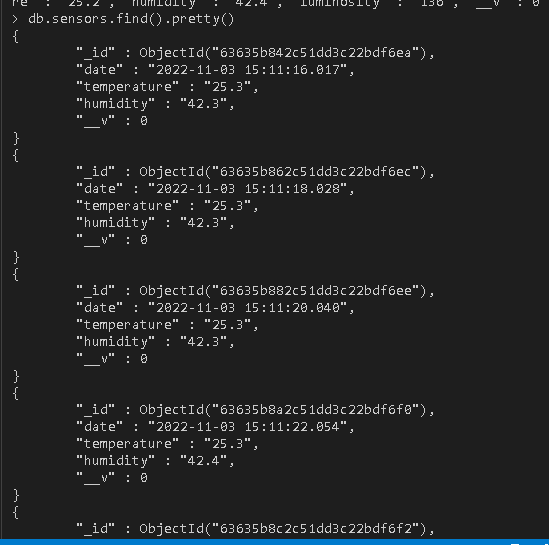 re" : "25.2", "humidity" : "42.4", "luminosity" : "136", "__v" : 0
> db.sensors.find().pretty()
{
"_id" : ObjectId("63635b842c51dd3c22bdf6ea"),
"date" : "2022-11-03 15:11:16.017",
"temperature" : "25.3",
"humidity" : "42.3",
"__v" : 0
}
{
"_id" : ObjectId("63635b862c51dd3c22bdf6ec"),
"date" : "2022-11-03 15:11:18.028",
"temperature" : "25.3",
"humidity" : "42.3",
"__v" : 0
}
{
"_id" : ObjectId("63635b882c51dd3c22bdf6ee"),
"date" : "2022-11-03 15:11:20.040",
"temperature" : "25.3",
"humidity" : "42.3",
"__v" : 0
}
{
"_id" : ObjectId("63635b8a2c51dd3c22bdf6f0"),
"date" : "2022-11-03 15:11:22.054",
"temperature" : "25.3",
"humidity" : "42.4",
"__v" : 0
}
{
"_id" : ObjectId("63635b8c2c51dd3c22bdf6f2"),